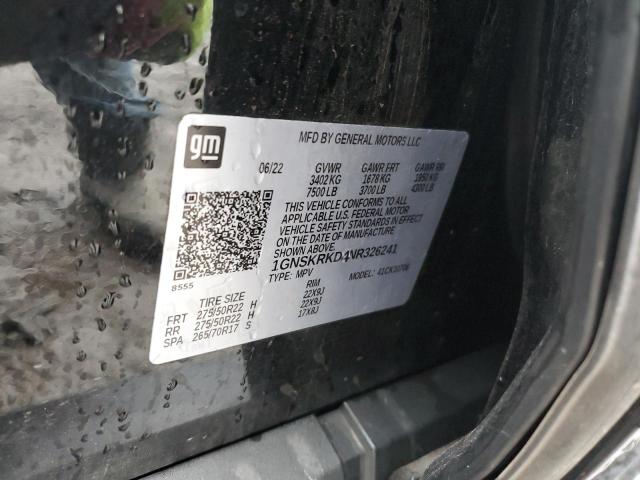 gm
MFD BY GENERAL MOTORS LLC
06/22 GVWR GAWR FRT GAWR RR
3402 KG 1678 KG 1950 KG
7500 LB 3700 LB 4300 LB
THIS VEHICLE CONFORMS TO ALL
APPLICABLE U.S. FEDERAL MOTOR
VEHICLE SAFETY STANDARDS IN EFFECT
ON THE DATE OF MANUFACTURE
SHOWN ABOVE.
1GNSKRKD4NR326241
TYPE: MPV
8555
TIRE SIZE RIM
FRT 275/50R22 H 22X9J
RR 275/50R22 H 22X9J
SPA 265/70R17 S 17X8J